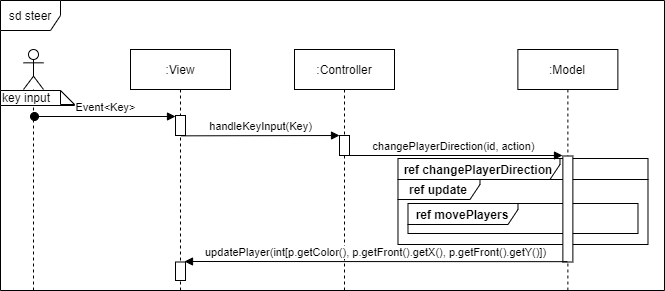 sd steer
:View
:Controller
:Model
key input
Event<Key>
handleKeyInput(Key)
changePlayerDirection(id, action)
ref changePlayerDirection
ref update
ref movePlayers
updatePlayer(int[p.getColor(), p.getFront().getX(), p.getFront().getY()])